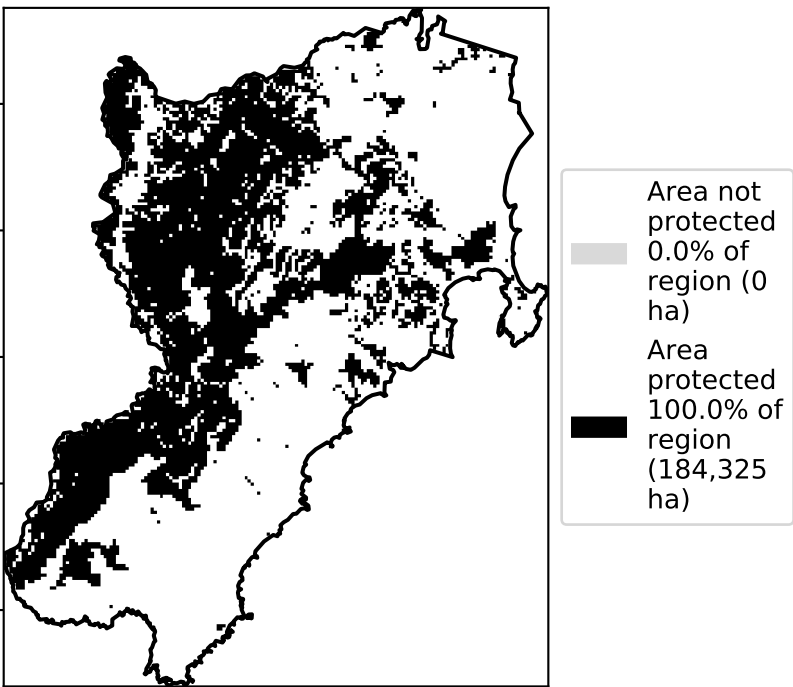 Area not
protected
0.0% of
region (0
ha)
Area
protected
100.0% of
region
(184,325
ha)